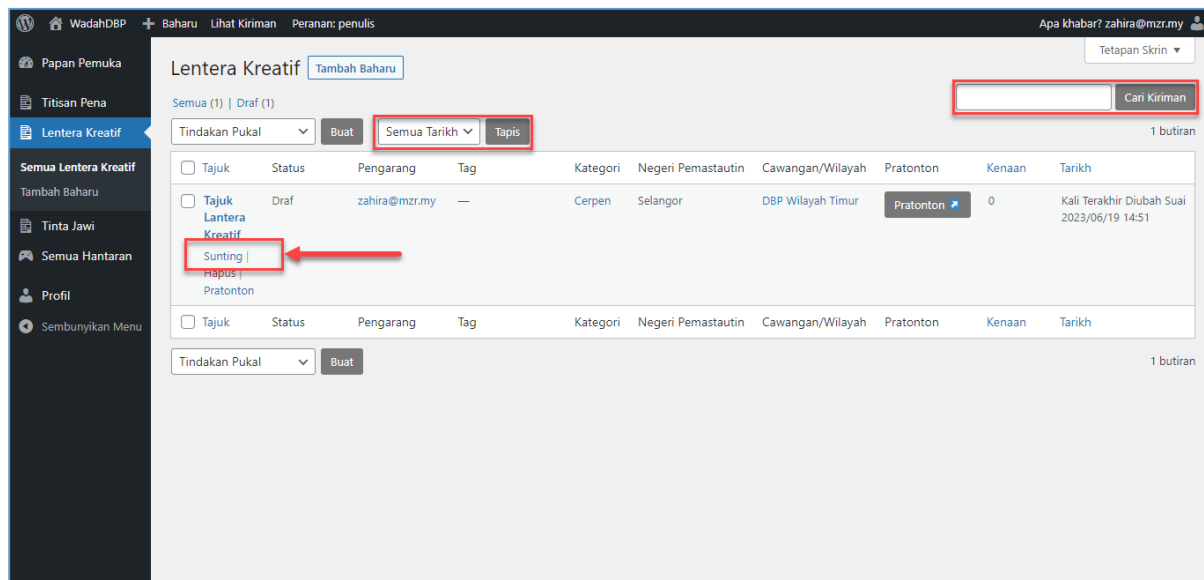 WadahDBP + Baharu Lihat Kiriman Peranan: penulis Apa khabar? zahira@mzr.my
Papan Pemuka
Titisan Pena
Lentera Kreatif
Semua Lentera Kreatif
Tambah Baharu
Tinta Jawi
Semua Hantaran
Profil
Sembunyikan Menu
Tetapan Skrin ▼
Lentera Kreatif Tambah Baharu
Semua (1) | Draf (1)
Cari Kiriman
Tindakan Pukal Buat Semua Tarikh Tapis 1 butiran
Tajuk Status Pengarang Tag Kategori Negeri Pemastautin Cawangan/Wilayah Pratonton Kenaan Tarikh
Tajuk Draf zahira@mzr.my — Cerpen Selangor DBP Wilayah Timur Pratonton 0 Kali Terakhir Diubah Suai
Lantera 2023/06/19 14:51
Kreatif
Sunting |
Hapus |
Pratonton
Tajuk Status Pengarang Tag Kategori Negeri Pemastautin Cawangan/Wilayah Pratonton Kenaan Tarikh
Tindakan Pukal Buat 1 butiran